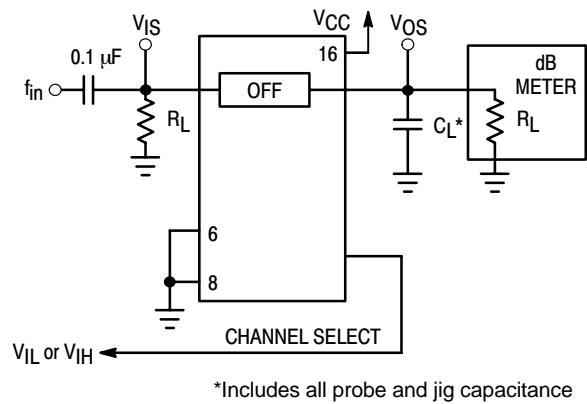 VIS
VCC
VOS
0.1 µF
16
dB
METER
fin
OFF
RL
CL*
RL
6
8
CHANNEL SELECT
VIL or VIH
*Includes all probe and jig capacitance